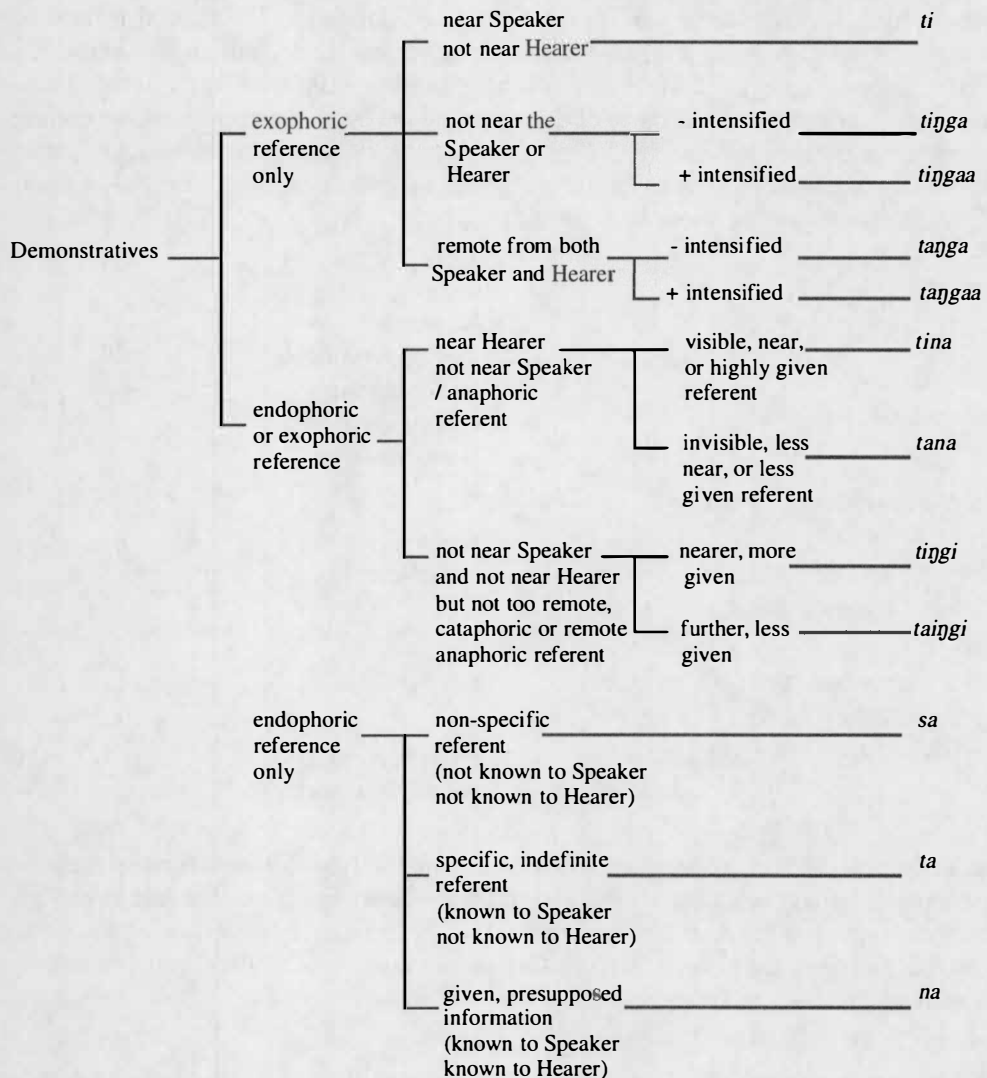 near Speaker
not near Hearer
ti
exophoric
reference
only
not near the
Speaker or
Hearer
- intensified
tiŋga
+ intensified
tiŋgaa
Demonstratives
remote from both
Speaker and Hearer
- intensified
taŋga
+ intensified
taŋgaa
endophoric
or exophoric
reference
near Hearer
not near Speaker
/ anaphoric
referent
visible, near,
or highly given
referent
tina
invisible, less
near, or less
given referent
tana
not near Speaker
and not near Hearer
but not too remote,
cataphoric or remote
anaphoric referent
nearer, more
given
tiŋgi
further, less
given
taiŋgi
endophoric
reference
only
non-specific
referent
(not known to Speaker
not known to Hearer)
sa
specific, indefinite
referent
(known to Speaker
not known to Hearer)
ta
given, presupposed
information
(known to Speaker
known to Hearer)
na